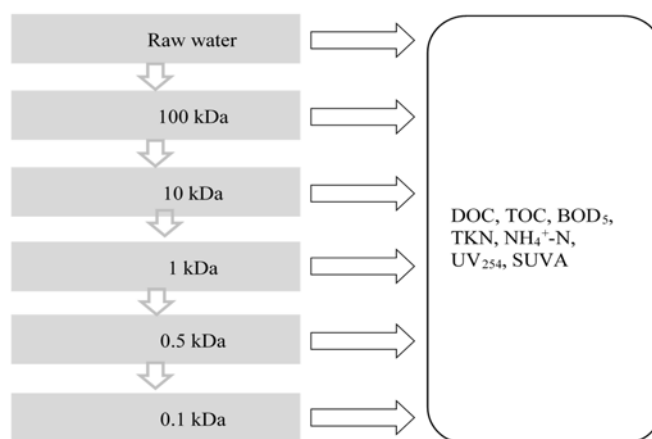 Raw water
100 kDa
10 kDa
1 kDa
0.5 kDa
0.1 kDa
DOC, TOC, BOD₅,
TKN, NH₄⁺-N,
UV₂₅₄, SUVA